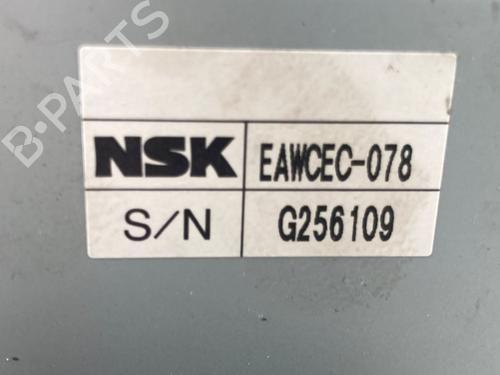 B-PARTS
NSK EAWCEC-078
S/N G256109